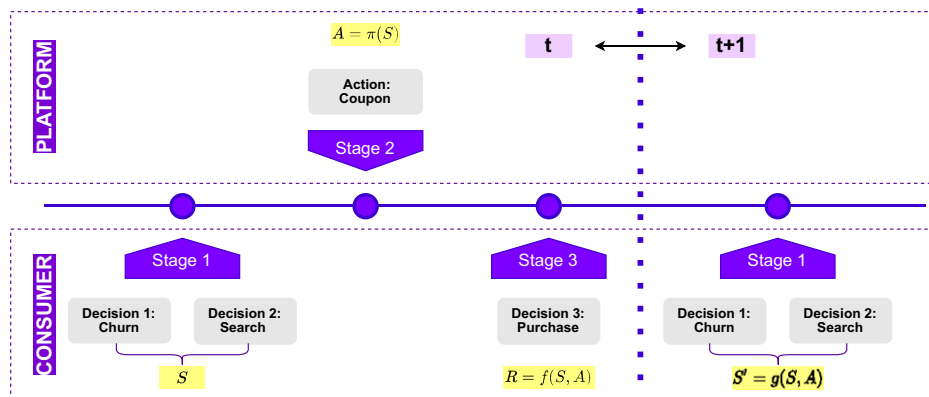 PLATFORM
A = π(S)
t
t+1
Action:
Coupon
Stage 2
CONSUMER
Stage 1
Stage 3
Stage 1
Decision 1:
Churn
Decision 2:
Search
Decision 3:
Purchase
Decision 1:
Churn
Decision 2:
Search
S
R = f(S, A)
S' = g(S, A)